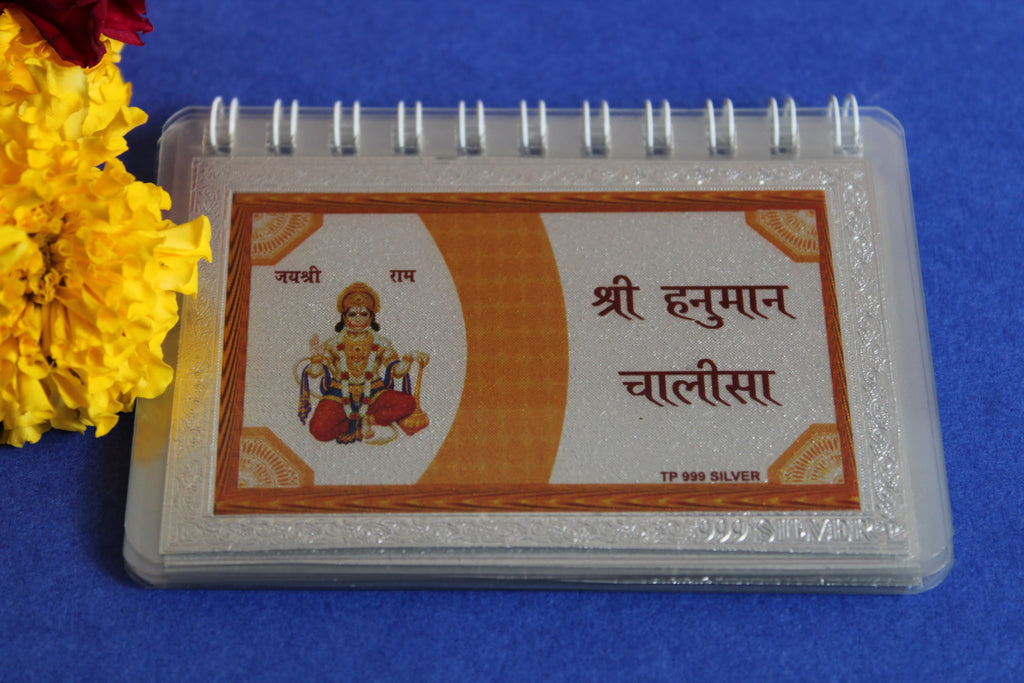 जयश्री राम
श्री हनुमान
चालीसा
TP 999 SILVER
999 SILVER